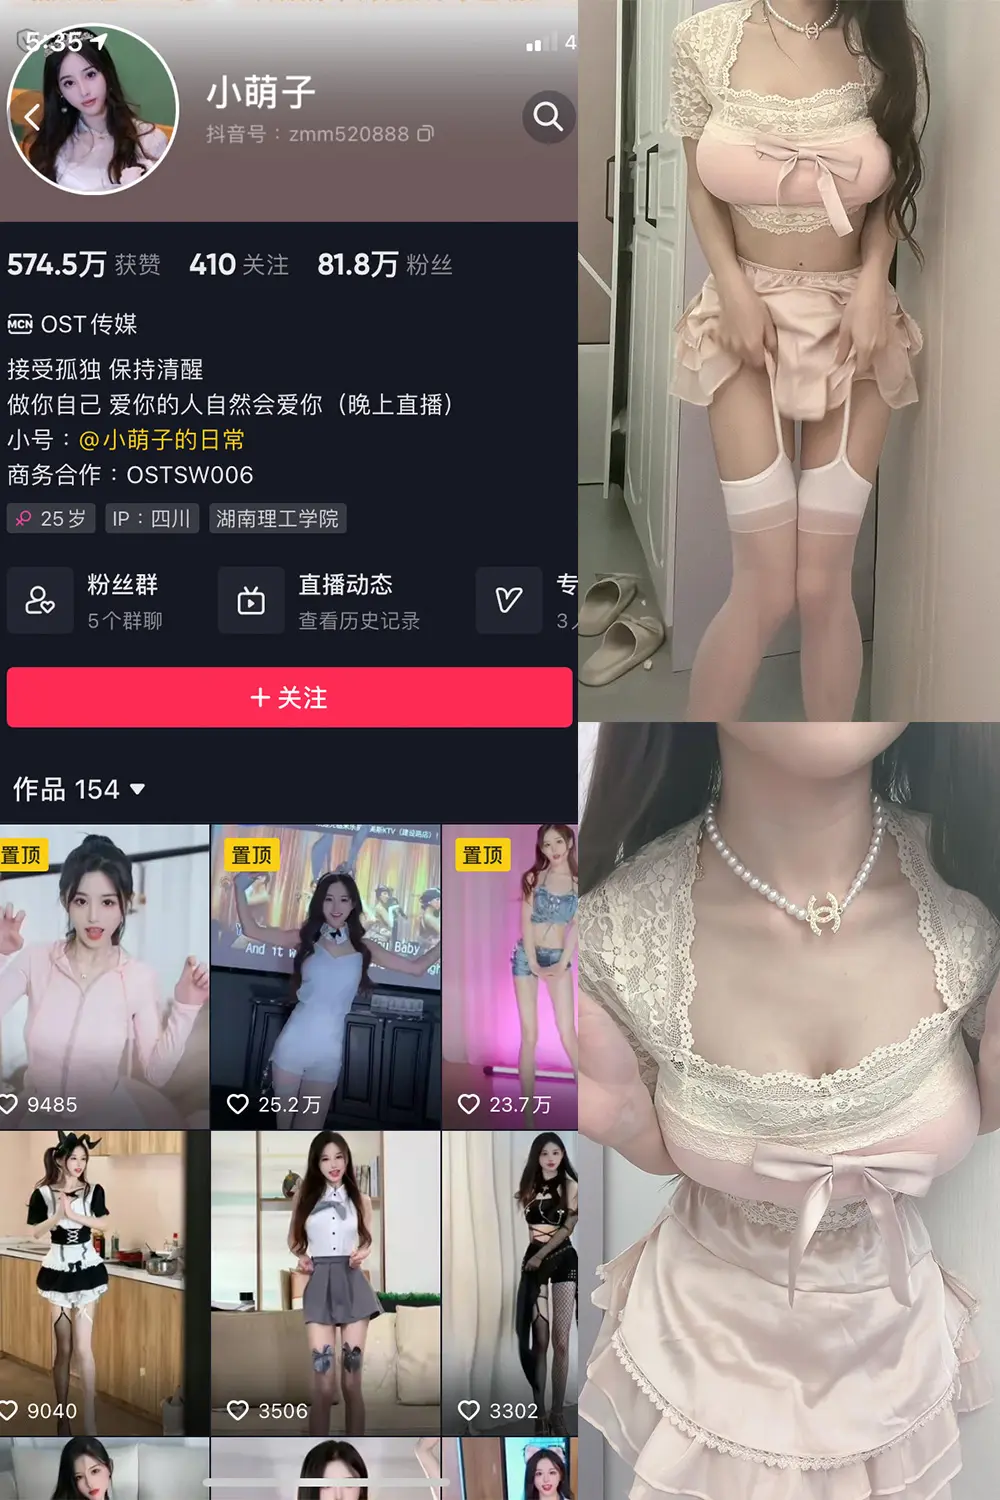 5:35
4
小萌子
抖音号：zmm520888
574.5万 获赞 410 关注 81.8万 粉丝
MCN OST传媒
接受孤独 保持清醒
做你自己 爱你的人自然会爱你（晚上直播）
小号：@小萌子的日常
商务合作：OSTSW006
25岁 IP：四川 湖南理工学院
粉丝群 直播动态 专
5个群聊 查看历史记录 3
+ 关注
作品 154
置顶 置顶 置顶
And it
Baby
9485 25.2万 23.7万
9040 3506 3302